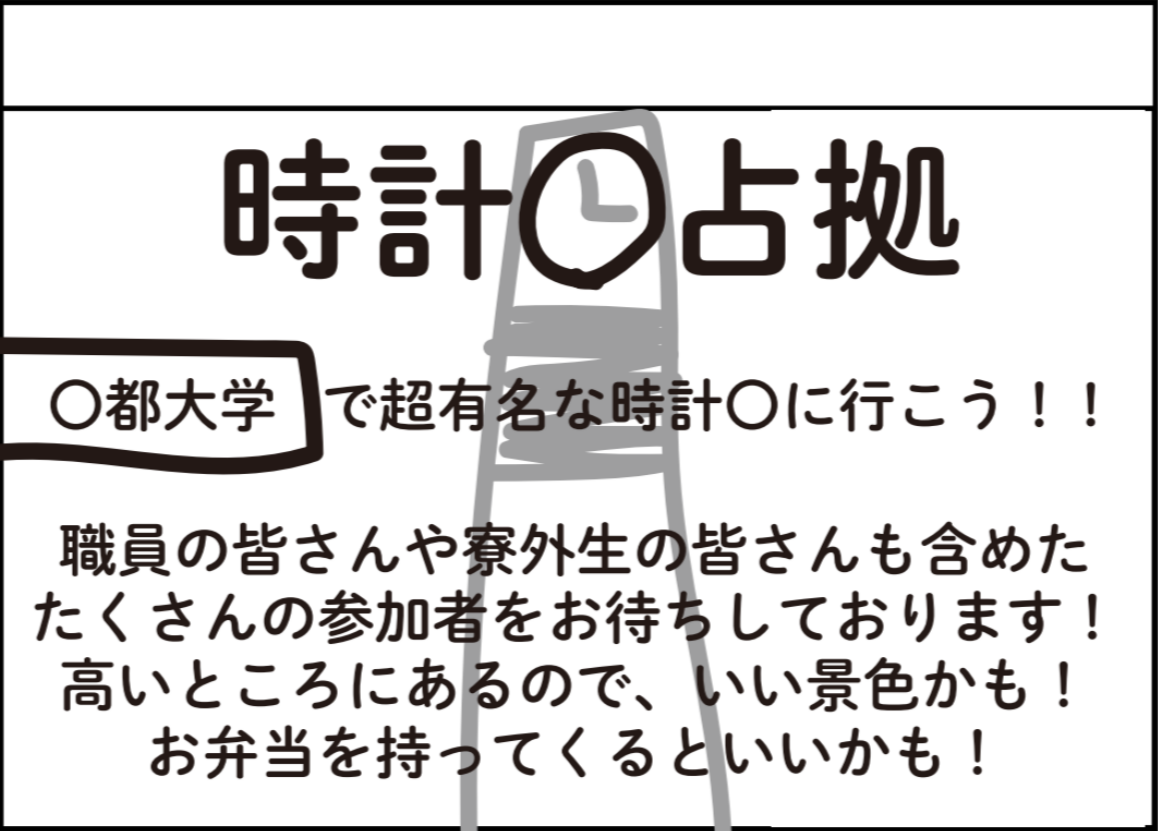 時計〇占拠
〇都大学で超有名な時計〇に行こう！！
職員の皆さんや寮外生の皆さんも含めた
たくさんの参加者をお待ちしております！
高いところにあるので、いい景色かも！
お弁当を持ってくるといいかも！